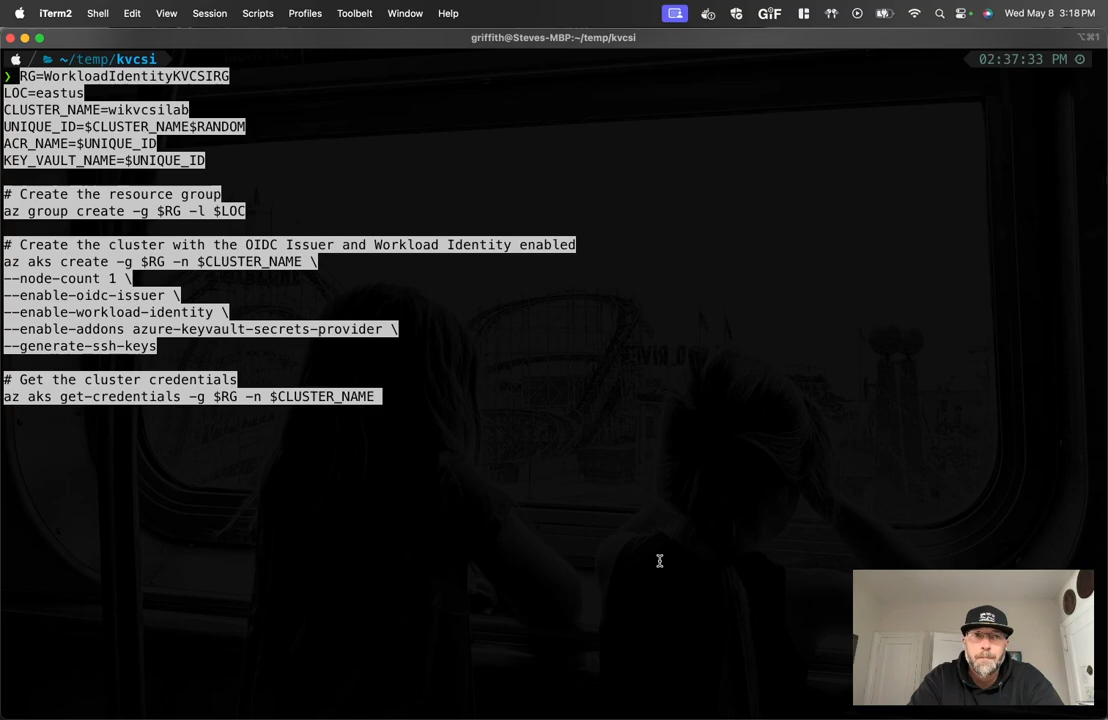 iTerm2 Shell Edit View Session Scripts Profiles Toolbelt Window Help GIF Wed May 8 3:18 PM
griffith@Steves-MBP:~/temp/kvcsi ⌥⌘1
~/temp/kvcsi 02:37:33 PM
❯ RG=WorkloadIdentityKVCSIRG
LOC=eastus
CLUSTER_NAME=wikvcsilab
UNIQUE_ID=$CLUSTER_NAME$RANDOM
ACR_NAME=$UNIQUE_ID
KEY_VAULT_NAME=$UNIQUE_ID
# Create the resource group
az group create -g $RG -l $LOC
# Create the cluster with the OIDC Issuer and Workload Identity enabled
az aks create -g $RG -n $CLUSTER_NAME \
--node-count 1 \
--enable-oidc-issuer \
--enable-workload-identity \
--enable-addons azure-keyvault-secrets-provider \
--generate-ssh-keys
# Get the cluster credentials
az aks get-credentials -g $RG -n $CLUSTER_NAME